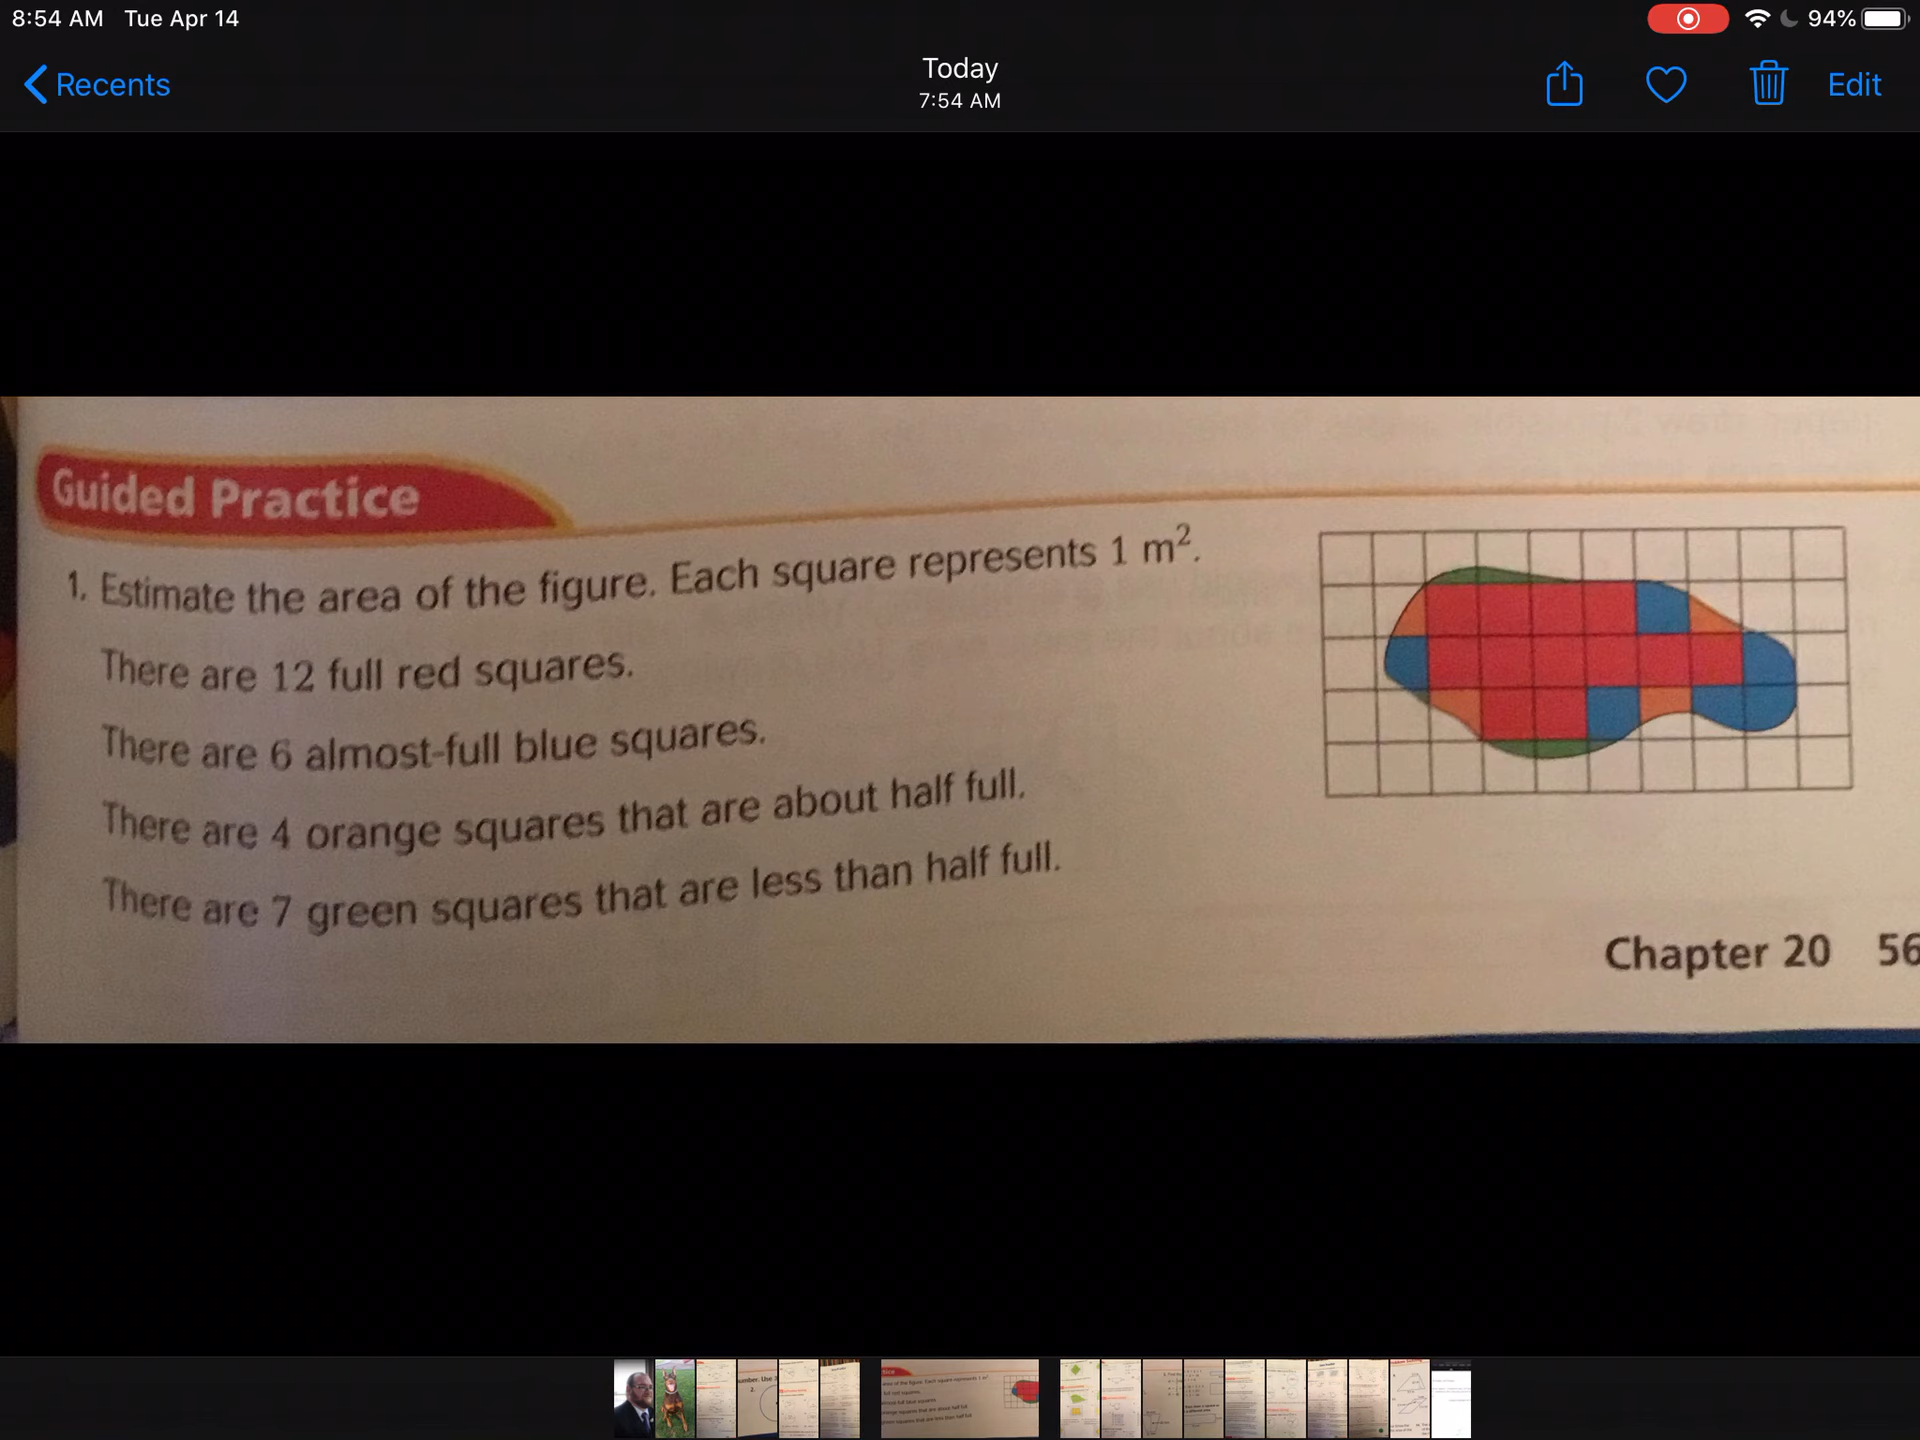 8:54 AM Tue Apr 14
94%
Recents
Today
7:54 AM
Edit
Guided Practice
1. Estimate the area of the figure. Each square represents 1 m².
There are 12 full red squares.
There are 6 almost-full blue squares.
There are 4 orange squares that are about half full.
There are 7 green squares that are less than half full.
Chapter 20 56